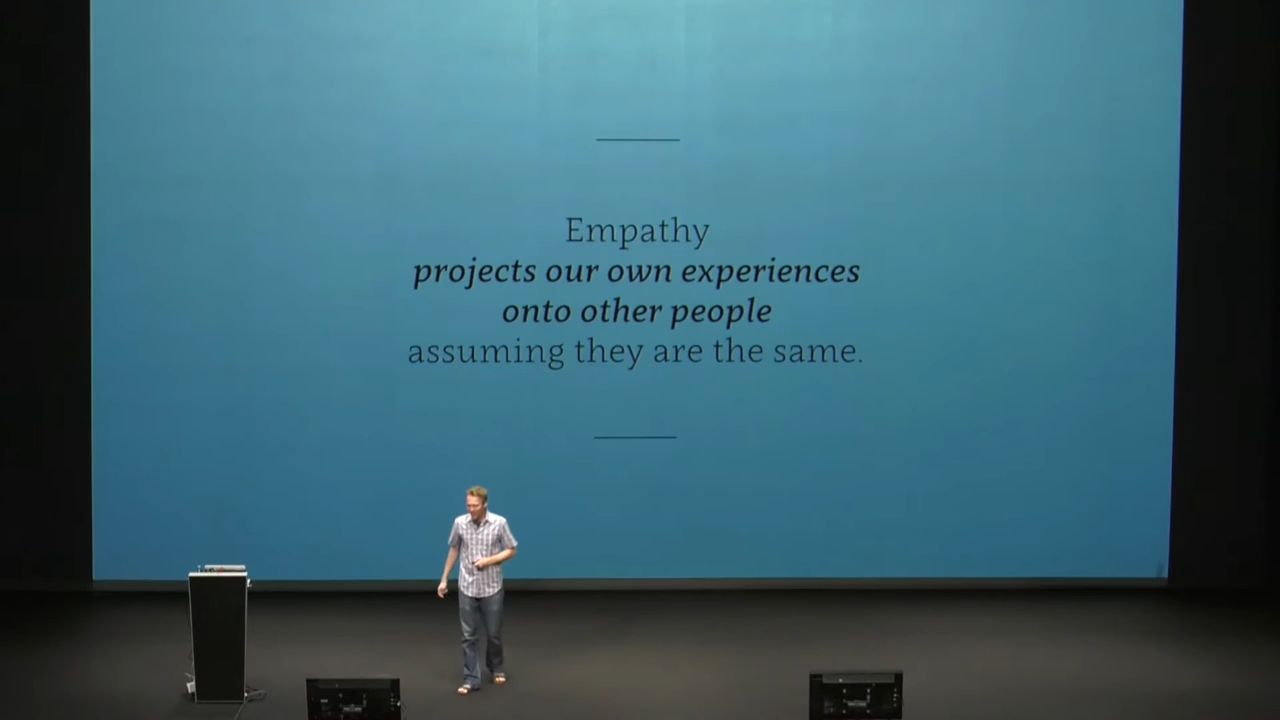 Empathy
projects our own experiences
onto other people
assuming they are the same.